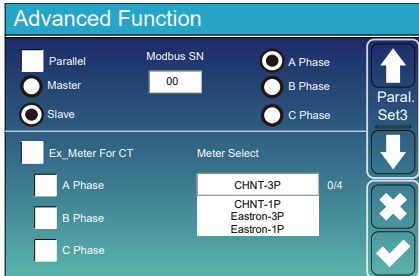 Advanced Function
Parallel
Modbus SN
A Phase
Master
00
B Phase
Slave
C Phase
Paral.
Set3
Ex_Meter For CT
Meter Select
A Phase
CHNT-3P
0/4
CHNT-1P
B Phase
Eastron-3P
Eastron-1P
C Phase